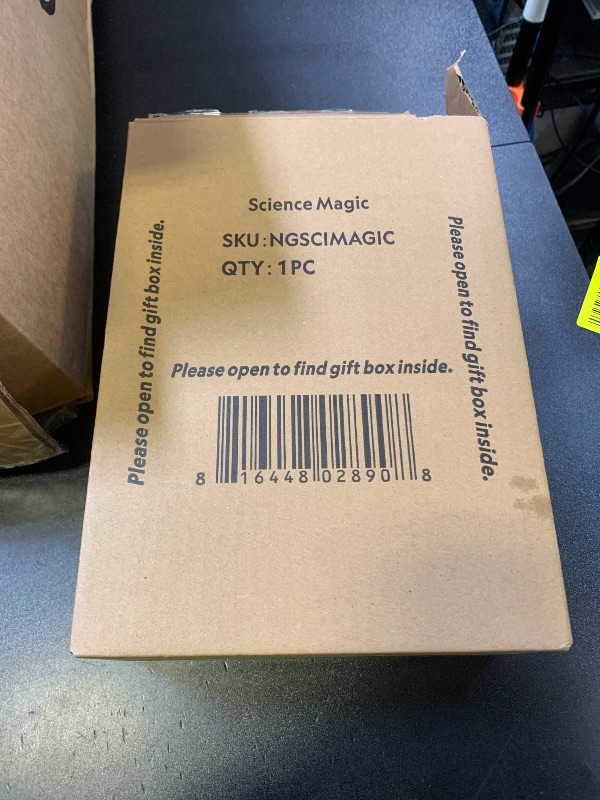 Science Magic
SKU:NGSCIMAGIC
QTY: 1PC
Please open to find gift box inside.
Please open to find gift box inside.
Please open to find gift box inside.
8 16448 02890 8